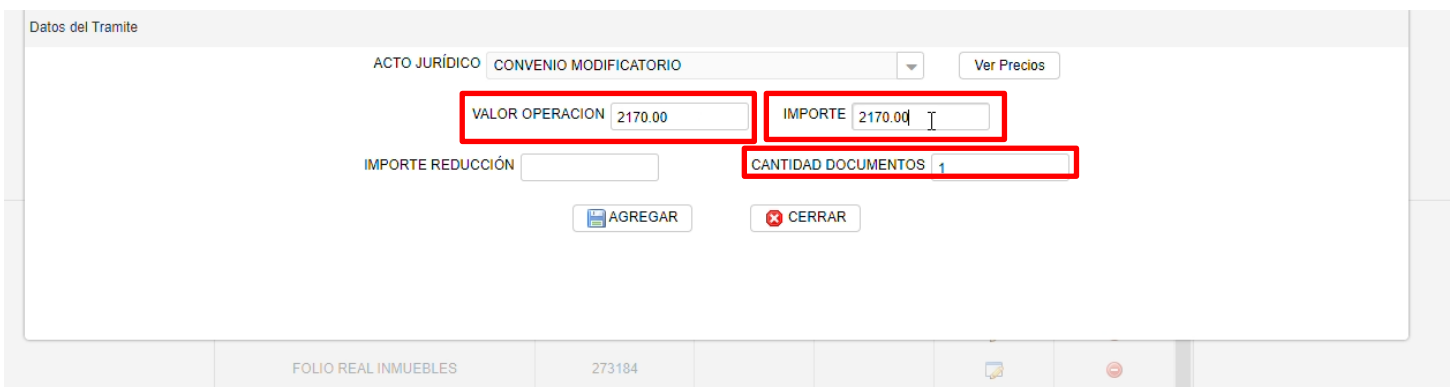 Datos del Tramite
ACTO JURÍDICO CONVENIO MODIFICATORIO Ver Precios
VALOR OPERACION 2170.00 IMPORTE 2170.00
IMPORTE REDUCCIÓN CANTIDAD DOCUMENTOS 1
AGREGAR CERRAR
FOLIO REAL INMUEBLES 273184